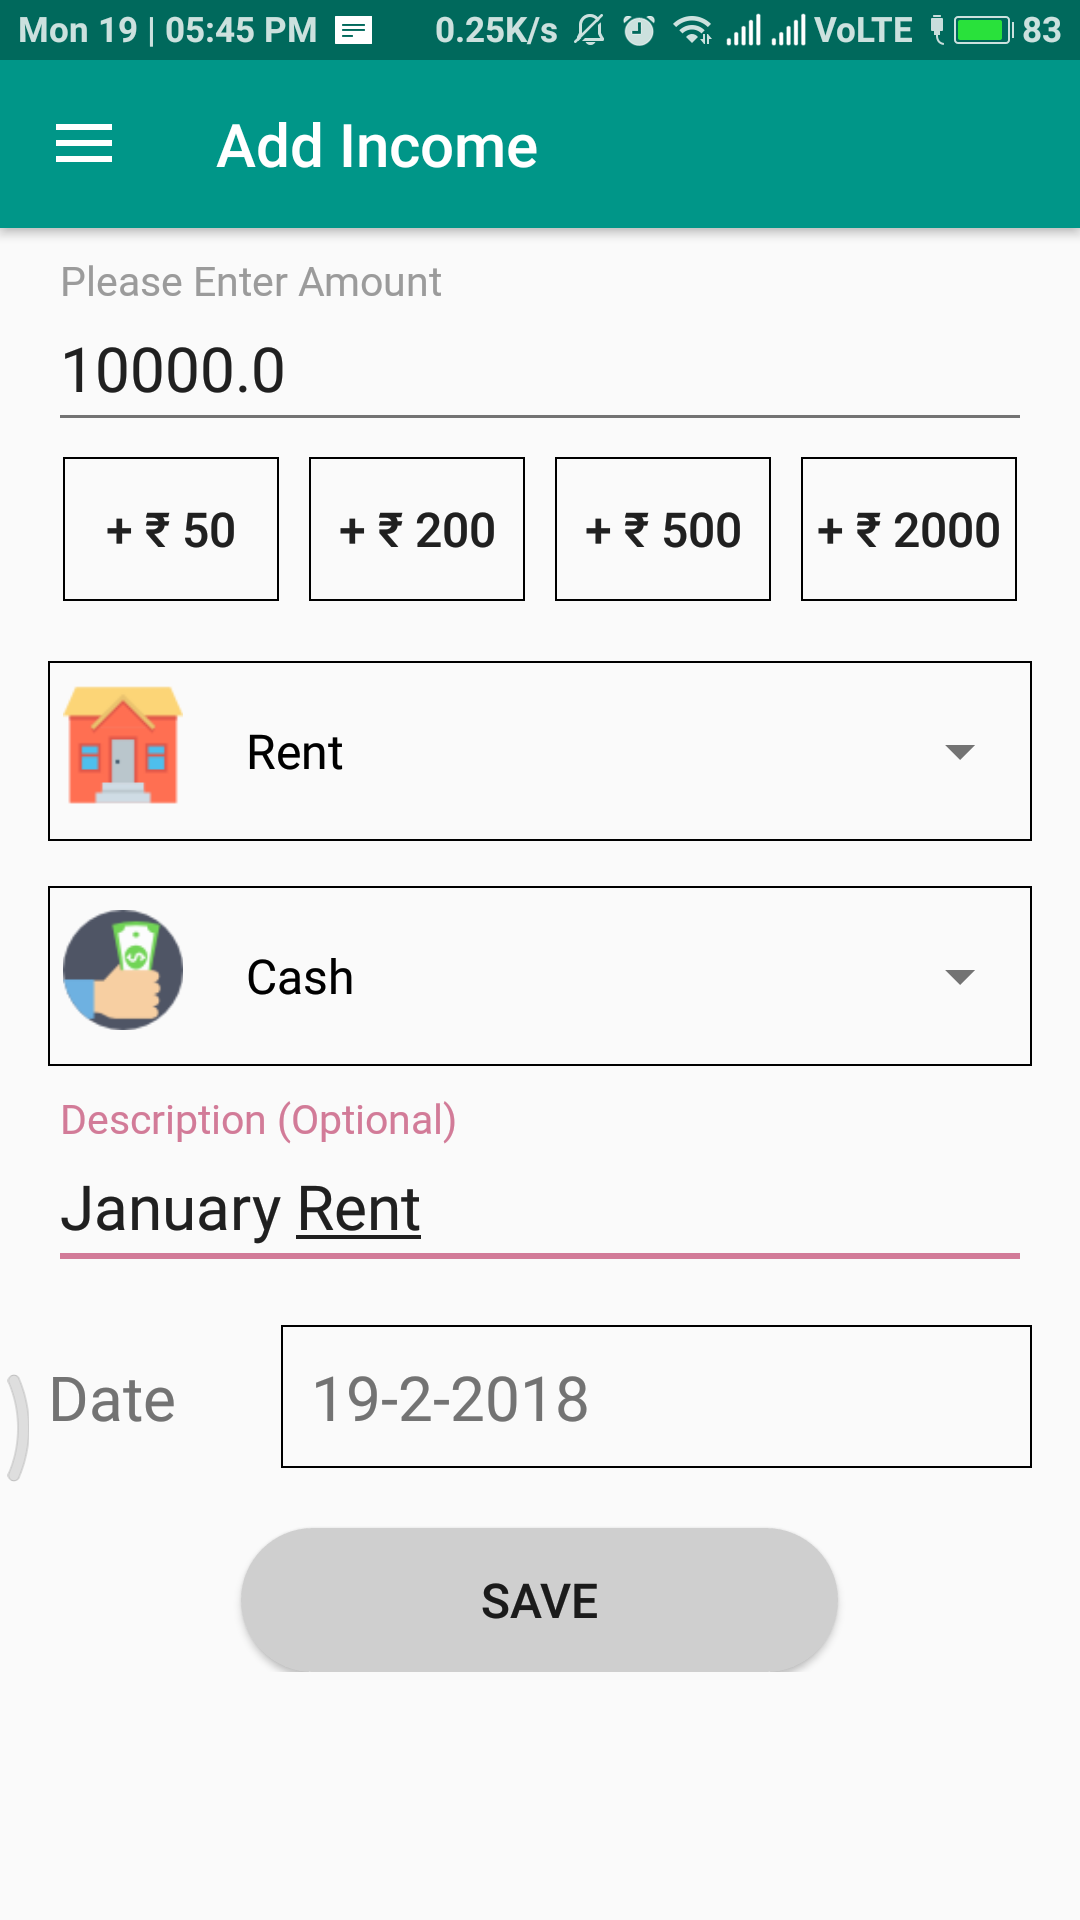 Mon 19 | 05:45 PM 0.25K/s VoLTE 83
Add Income
Please Enter Amount
10000.0
+ ₹ 50 + ₹ 200 + ₹ 500 + ₹ 2000
Rent
Cash
Description (Optional)
January Rent
Date 19-2-2018
SAVE